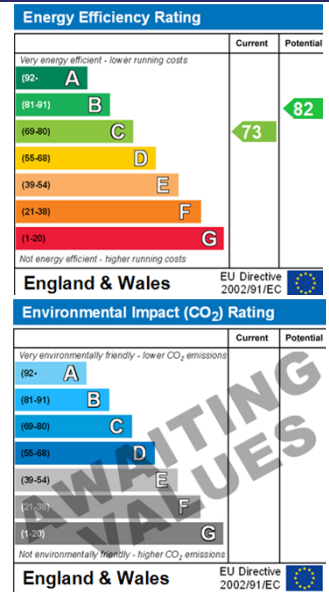 Energy Efficiency Rating
Current Potential
Very energy efficient - lower running costs
(92- A
(81-91) B
82
(69-80) C
73
(55-68) D
(39-54) E
(21-38) F
(1-20) G
Not energy efficient - higher running costs
England & Wales
EU Directive
2002/91/EC
Environmental Impact (CO2) Rating
Current Potential
Very environmentally friendly - lower CO2 emissions
(92- A
(81-91) B
(69-80) C
(55-68) D
(39-54) E
(21-38) F
(1-20) G
AWAITING
VALUES
Not environmentally friendly - higher CO2 emissions
England & Wales
EU Directive
2002/91/EC